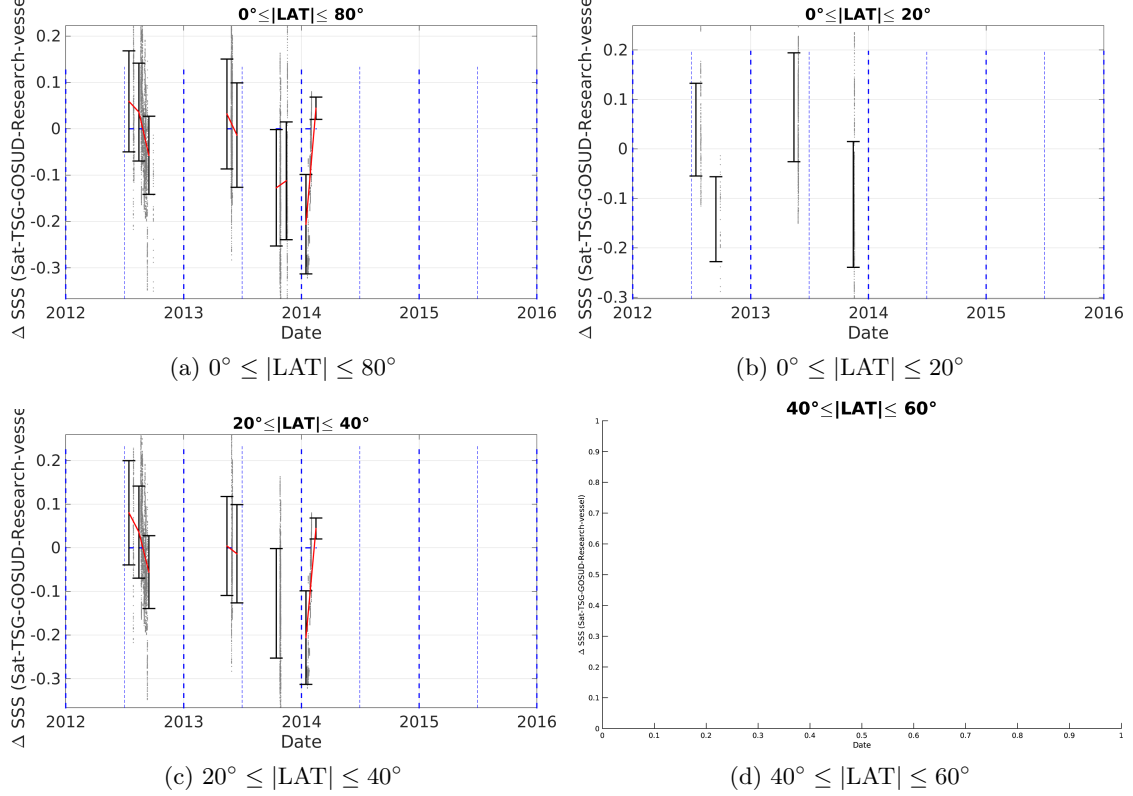 0°≤|LAT|≤ 80°
Δ SSS (Sat-TSG-GOSUD-Research-vessel
0.2
0.1
0
-0.1
-0.2
-0.3
2012 2013 2014 2015 2016
Date
(a) 0° ≤ |LAT| ≤ 80°
0°≤|LAT|≤ 20°
Δ SSS (Sat-TSG-GOSUD-Research-vessel
0.2
0.1
0
-0.1
-0.2
-0.3
2012 2013 2014 2015 2016
Date
(b) 0° ≤ |LAT| ≤ 20°
20°≤|LAT|≤ 40°
Δ SSS (Sat-TSG-GOSUD-Research-vesse
0.2
0.1
0
-0.1
-0.2
-0.3
2012 2013 2014 2015 2016
Date
(c) 20° ≤ |LAT| ≤ 40°
40°≤|LAT|≤ 60°
Δ SSS (Sat-TSG-GOSUD-Research-vessel)
1
0.9
0.8
0.7
0.6
0.5
0.4
0.3
0.2
0.1
0
0 0.1 0.2 0.3 0.4 0.5 0.6 0.7 0.8 0.9 1
Date
(d) 40° ≤ |LAT| ≤ 60°